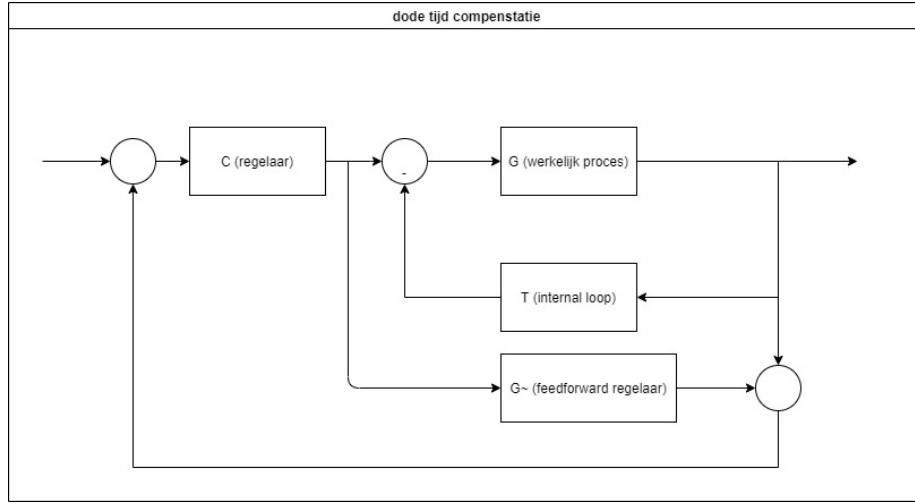 dode tijd compenstatie
C (regelaar)
-
G (werkelijk proces)
T (internal loop)
G~ (feedforward regelaar)